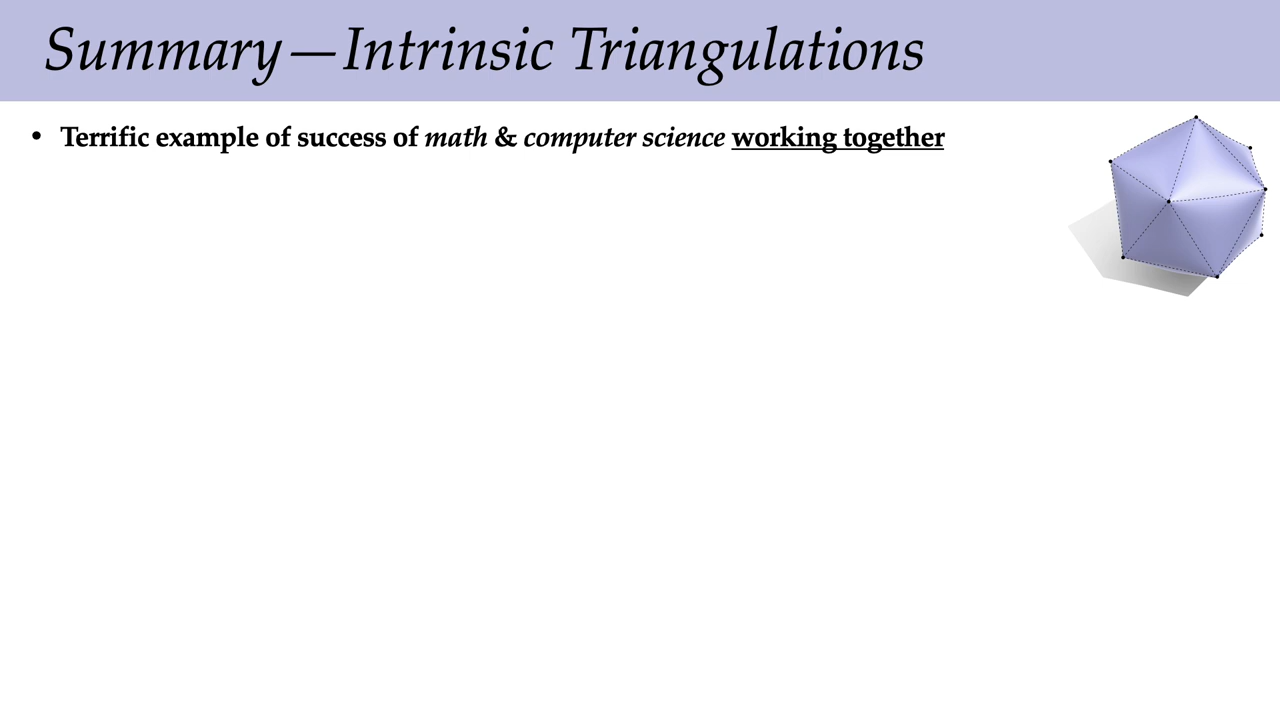 Summary—Intrinsic Triangulations
• Terrific example of success of math & computer science working together